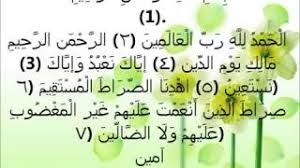 (1).
الْحَمْدُ لِلَّهِ رَبِّ الْعَالَمِينَ (٢) الرَّحْمَنِ الرَّحِيمِ
(3) مَالِكِ يَوْمِ الدِّينِ (٤) إِيَّاكَ نَعْبُدُ وَإِيَّاكَ
نَسْتَعِينُ (٥) اهْدِنَا الصِّرَاطَ الْمُسْتَقِيمَ ٦
صِرَاطَ الَّذِينَ أَنْعَمْتَ عَلَيْهِمْ غَيْرِ الْمَغْضُوبِ
(عَلَيْهِمْ وَلَا الضَّالِّينَ ٧
آمين